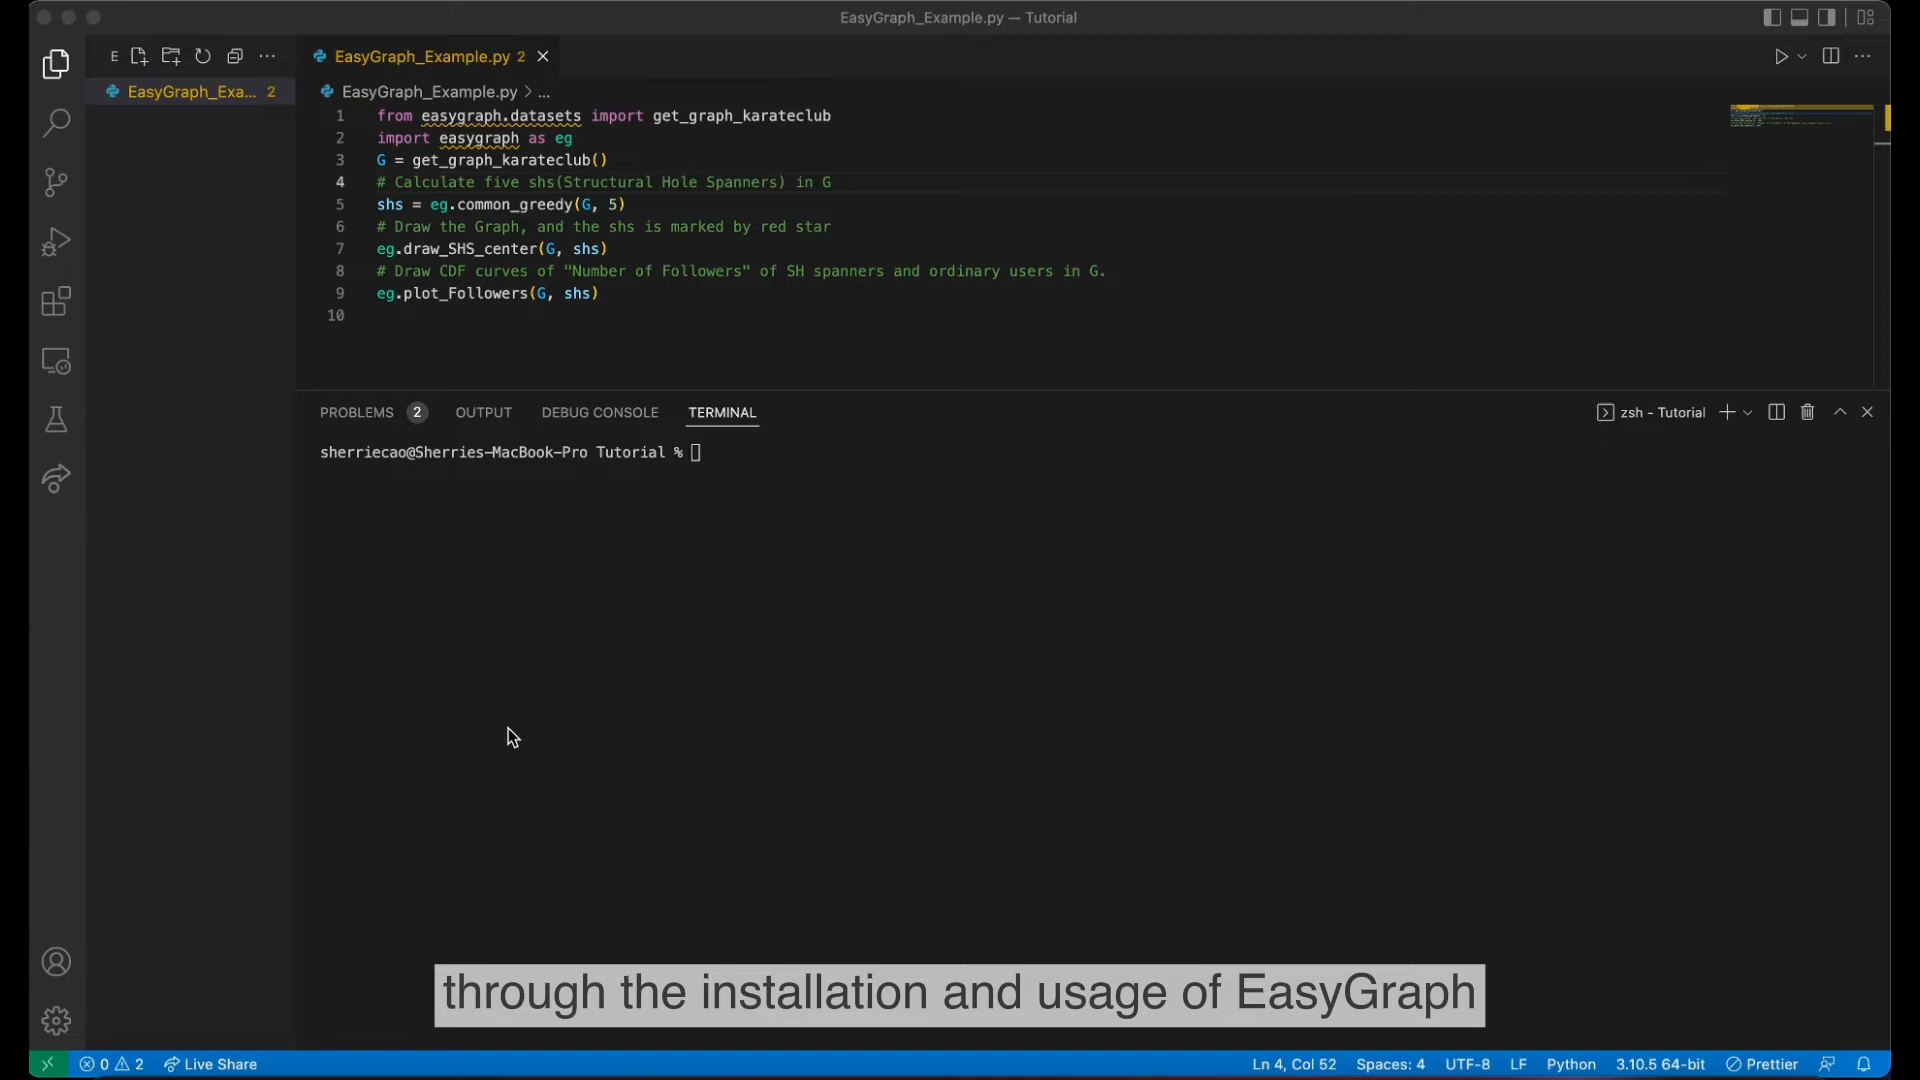 EasyGraph_Example.py — Tutorial
E
EasyGraph_Example.py 2
EasyGraph_Exa... 2
EasyGraph_Example.py > ...
1 from easygraph.datasets import get_graph_karateclub
2 import easygraph as eg
3 G = get_graph_karateclub()
4 # Calculate five shs(Structural Hole Spanners) in G
5 shs = eg.common_greedy(G, 5)
6 # Draw the Graph, and the shs is marked by red star
7 eg.draw_SHS_center(G, shs)
8 # Draw CDF curves of "Number of Followers" of SH spanners and ordinary users in G.
9 eg.plot_Followers(G, shs)
10
PROBLEMS 2 OUTPUT DEBUG CONSOLE TERMINAL
zsh - Tutorial
sherriecao@Sherries-MacBook-Pro Tutorial %
through the installation and usage of EasyGraph
0 2 Live Share
Ln 4, Col 52 Spaces: 4 UTF-8 LF Python 3.10.5 64-bit Prettier